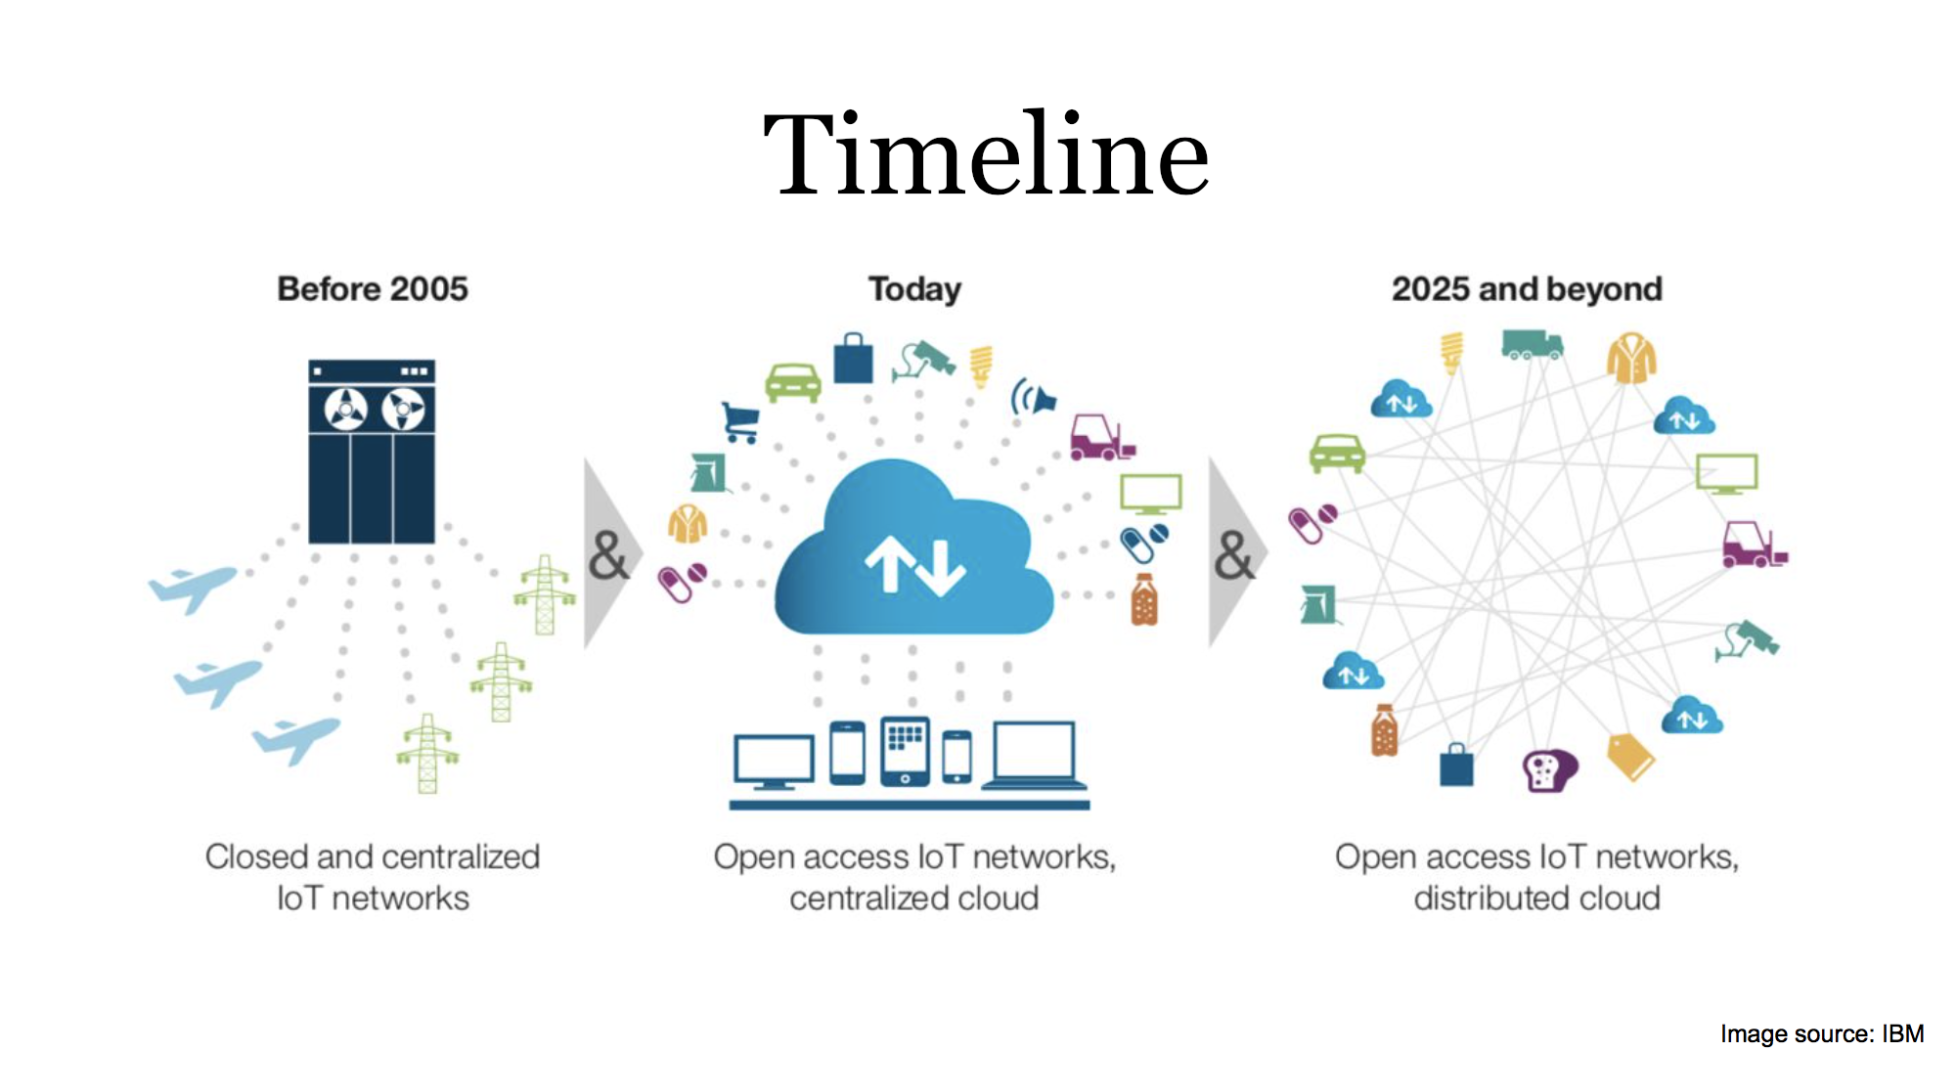 Timeline
Before 2005
Today
2025 and beyond
&
&
Closed and centralized
IoT networks
Open access IoT networks,
centralized cloud
Open access IoT networks,
distributed cloud
Image source: IBM